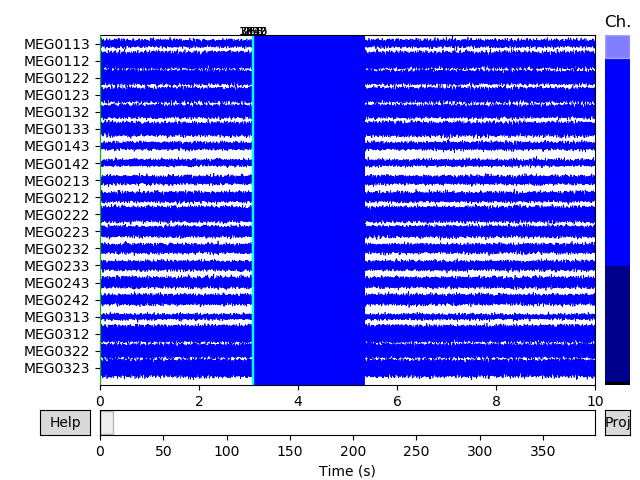 Ch.
MEG0113
MEG0112
MEG0122
MEG0123
MEG0132
MEG0133
MEG0143
MEG0142
MEG0213
MEG0212
MEG0222
MEG0223
MEG0232
MEG0233
MEG0243
MEG0242
MEG0313
MEG0312
MEG0322
MEG0323
0 2 4 6 8 10
Help Proj
0 50 100 150 200 250 300 350
Time (s)